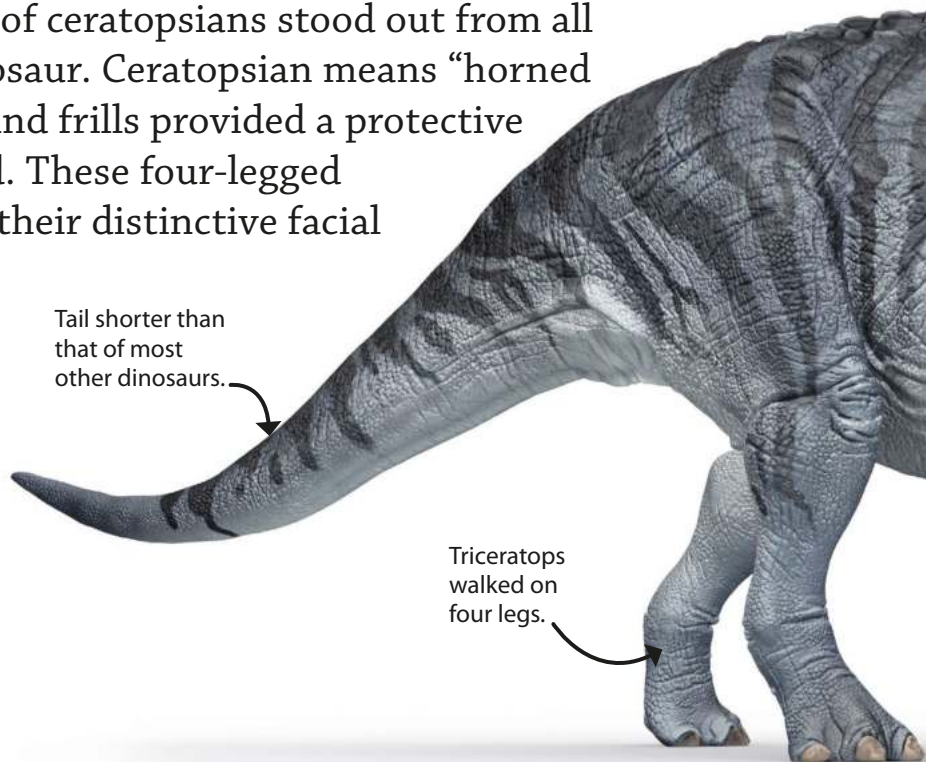 of ceratopsians stood out from all
osaur. Ceratopsian means “horned
nd frills provided a protective
. These four-legged
their distinctive facial
Tail shorter than
that of most
other dinosaurs.
Triceratops
walked on
four legs.